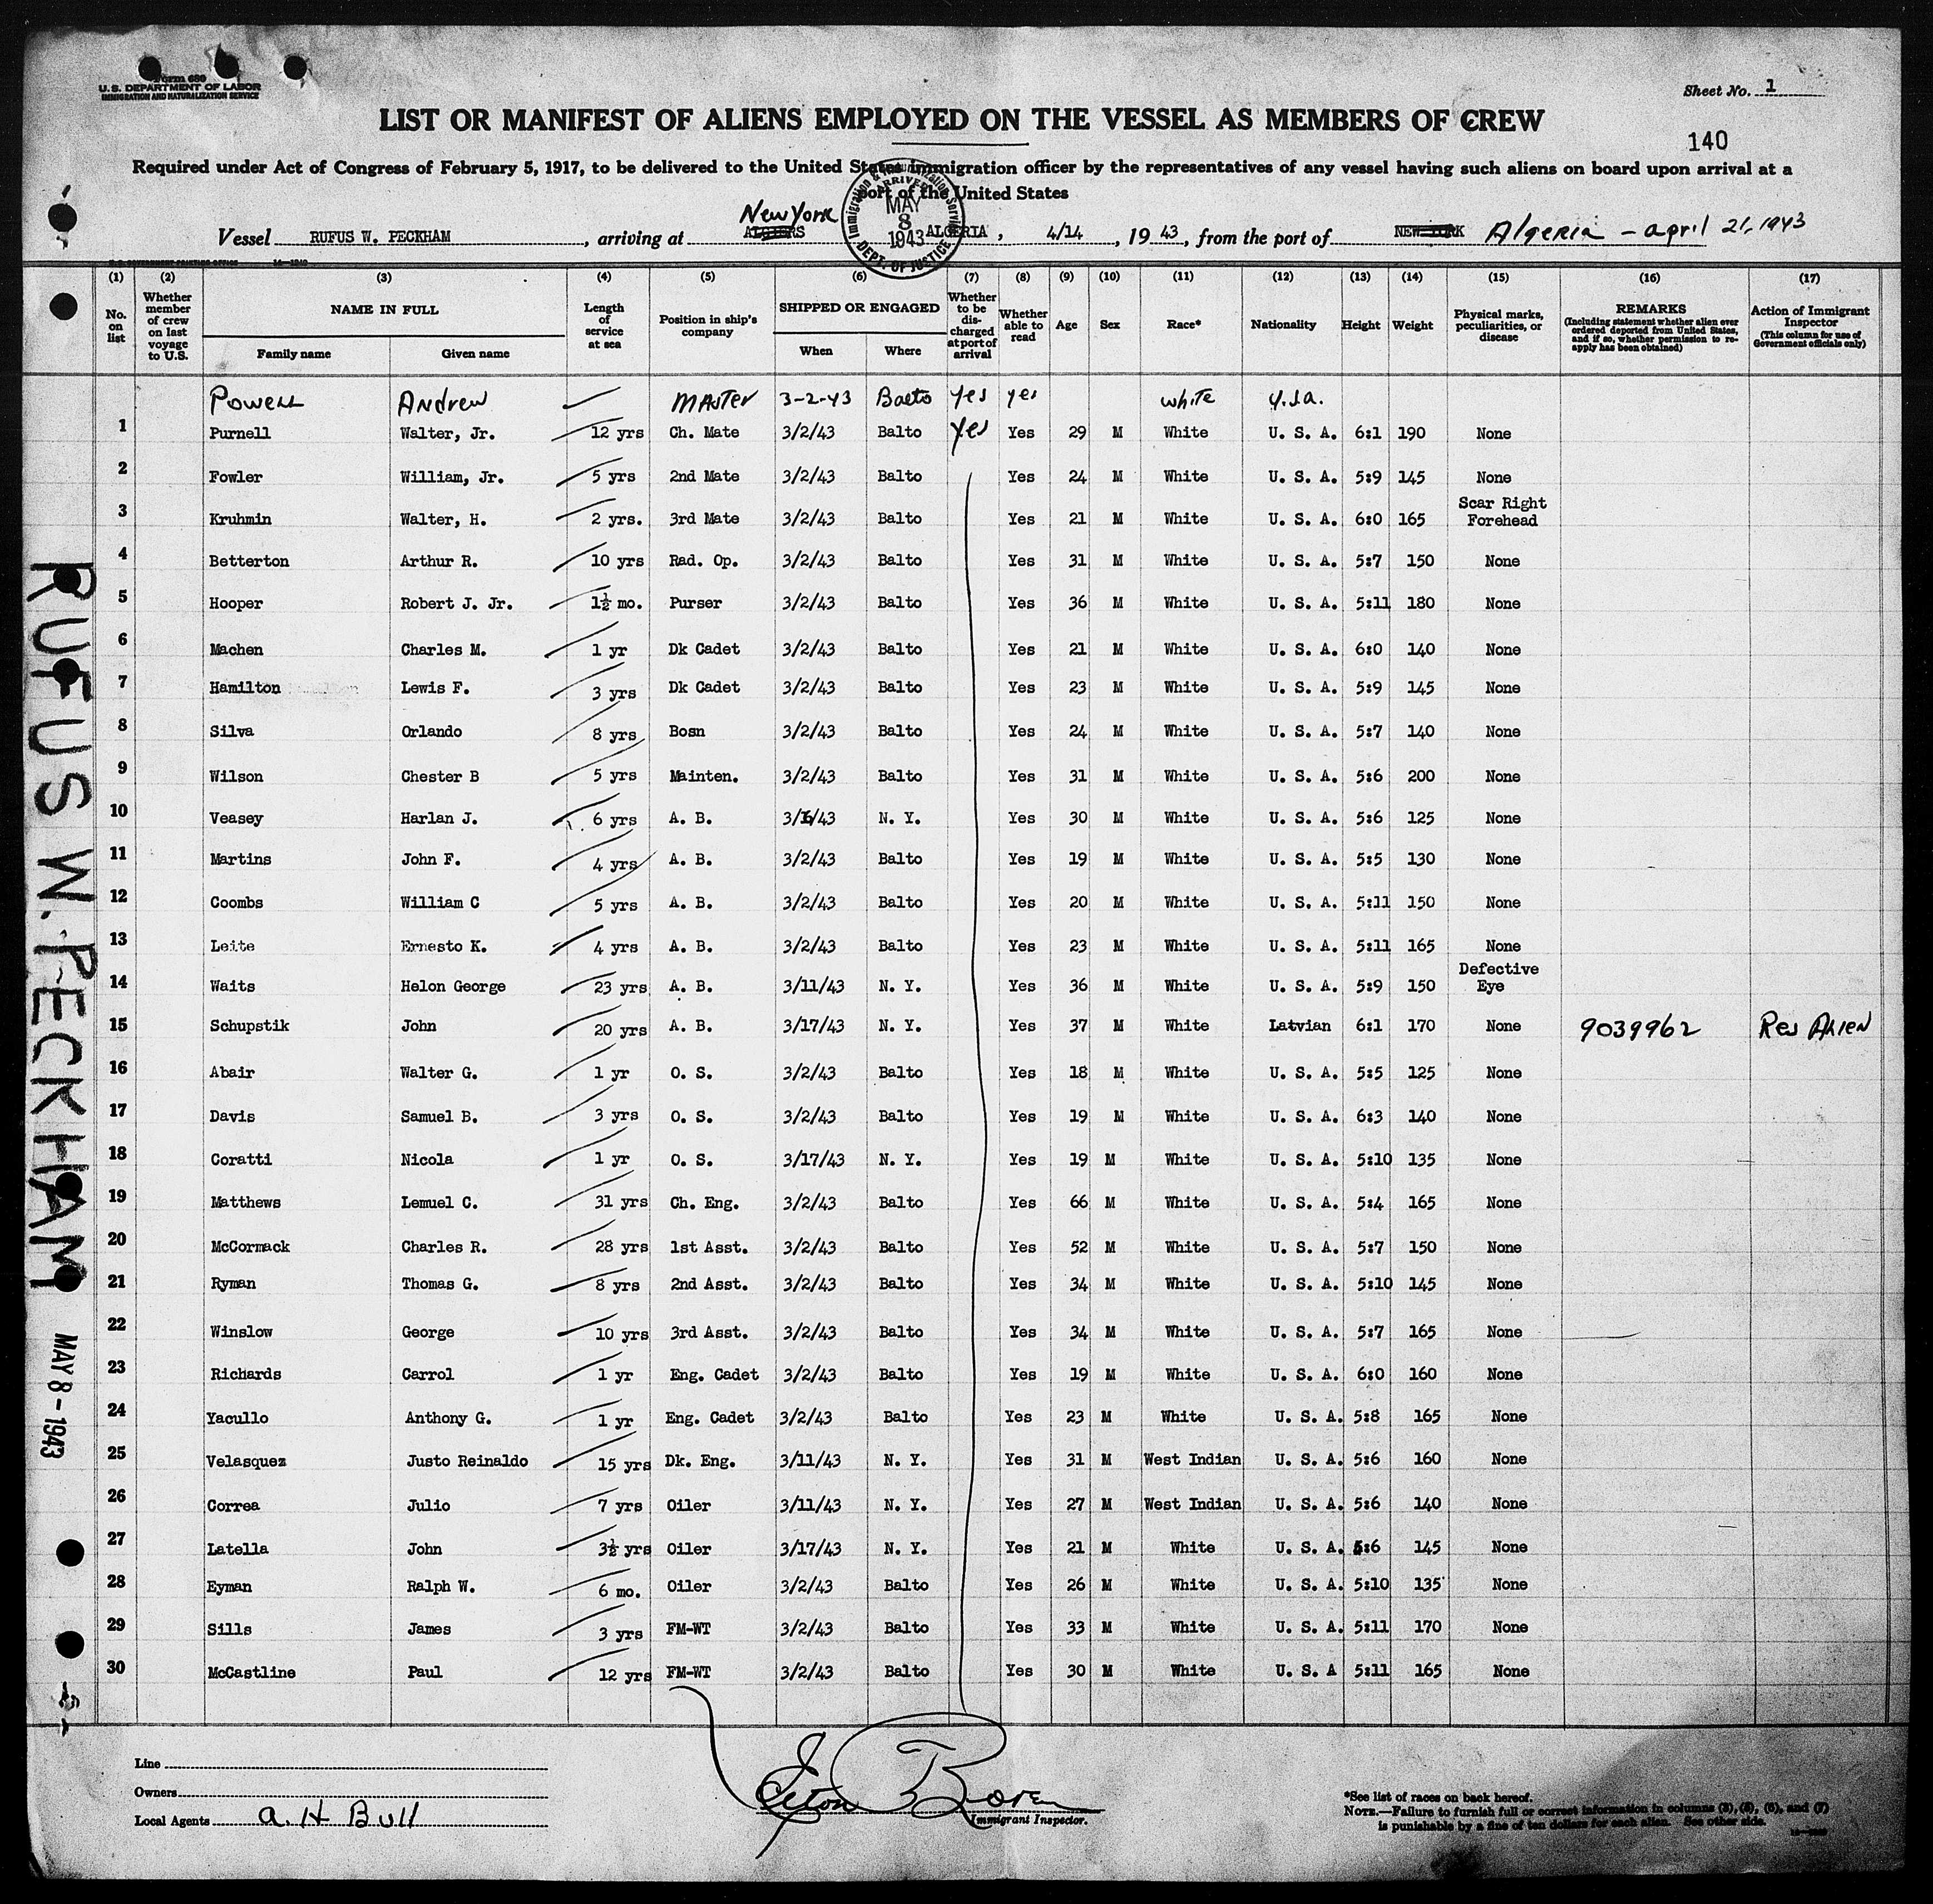 Form 680
U. S. DEPARTMENT OF LABOR
IMMIGRATION AND NATURALIZATION SERVICE
Sheet No. 1
LIST OR MANIFEST OF ALIENS EMPLOYED ON THE VESSEL AS MEMBERS OF CREW
140
Required under Act of Congress of February 5, 1917, to be delivered to the United States immigration officer by the representatives of any vessel having such aliens on board upon arrival at a
port of the United States
Immigration & Naturalization Service ARRIVED MAY 8 1943 DEPT. OF JUSTICE
New York
Vessel RUFUS W. PECKHAM, arriving at ALGIERS ALGERIA, 4/14, 1943, from the port of NEW YORK Algeria - april 21, 1943
(1) (2) (3) (4) (5) (6) (7) (8) (9) (10) (11) (12) (13) (14) (15) (16) (17)
No. on list
Whether member of crew on last voyage to U.S.
NAME IN FULL
Family name Given name
Length of service at sea
Position in ship's company
SHIPPED OR ENGAGED
When Where
Whether to be discharged at port of arrival
Whether able to read
Age
Sex
Race*
Nationality
Height
Weight
Physical marks, peculiarities, or disease
REMARKS
(Including statement whether alien ever ordered deported from United States, and if so, whether permission to reapply has been obtained)
Action of Immigrant Inspector
(This column for use of Government officials only)
Powell Andrew Master 3-2-43 Balto Yes yes white U.S.A.
1 Purnell Walter, Jr. 12 yrs Ch. Mate 3/2/43 Balto Yes Yes 29 M White U. S. A. 6:1 190 None
2 Fowler William, Jr. 5 yrs 2nd Mate 3/2/43 Balto Yes 24 M White U. S. A. 5:9 145 None
3 Kruhmin Walter, H. 2 yrs. 3rd Mate 3/2/43 Balto Yes 21 M White U. S. A. 6:0 165 Scar Right Forehead
4 Betterton Arthur R. 10 yrs Rad. Op. 3/2/43 Balto Yes 31 M White U. S. A. 5:7 150 None
5 Hooper Robert J. Jr. 1½ mo. Purser 3/2/43 Balto Yes 36 M White U. S. A. 5:11 180 None
6 Machen Charles M. 1 yr Dk Cadet 3/2/43 Balto Yes 21 M White U. S. A. 6:0 140 None
7 Hamilton Lewis F. 3 yrs Dk Cadet 3/2/43 Balto Yes 23 M White U. S. A. 5:9 145 None
8 Silva Orlando 8 yrs Bosn 3/2/43 Balto Yes 24 M White U. S. A. 5:7 140 None
9 Wilson Chester B 5 yrs Mainten. 3/2/43 Balto Yes 31 M White U. S. A. 5:6 200 None
10 Veasey Harlan J. 6 yrs A. B. N. Y. Yes 30 M White U. S. A. 5:6 125 None
11 Martins John F. 4 yrs A. B. 3/2/43 Balto Yes 19 M White U. S. A. 5:5 130 None
12 Coombs William C 5 yrs A. B. 3/2/43 Balto Yes 20 M White U. S. A. 5:11 150 None
13 Leite Ernesto K. 4 yrs A. B. 3/2/43 Balto Yes 23 M White U. S. A. 5:11 165 None
14 Waits Helon George 23 yrs A. B. 3/11/43 N. Y. Yes 36 M White U. S. A. 5:9 150 Defective Eye
15 Schupstik John 20 yrs A. B. 3/17/43 N. Y. Yes 37 M White Latvian 6:1 170 None 9039962 Res Alien
16 Abair Walter G. 1 yr O. S. 3/2/43 Balto Yes 18 M White U. S. A. 5:5 125 None
17 Davis Samuel B. 3 yrs O. S. 3/2/43 Balto Yes 19 M White U. S. A. 6:3 140 None
18 Coratti Nicola 1 yr O. S. 3/17/43 N. Y. Yes 19 M White U. S. A. 5:10 135 None
19 Matthews Lemuel C. 31 yrs Ch. Eng. 3/2/43 Balto Yes 66 M White U. S. A. 5:4 165 None
20 McCormack Charles R. 28 yrs 1st Asst. 3/2/43 Balto Yes 52 M White U. S. A. 5:7 150 None
21 Ryman Thomas G. 8 yrs 2nd Asst. 3/2/43 Balto Yes 34 M White U. S. A. 5:10 145 None
22 Winslow George 10 yrs 3rd Asst. 3/2/43 Balto Yes 34 M White U. S. A. 5:7 165 None
23 Richards Carrol 1 yr Eng. Cadet 3/2/43 Balto Yes 19 M White U. S. A. 6:0 160 None
24 Yacullo Anthony G. 1 yr Eng. Cadet 3/2/43 Balto Yes 23 M White U. S. A. 5:8 165 None
25 Velasquez Justo Reinaldo 15 yrs Dk. Eng. 3/11/43 N. Y. Yes 31 M West Indian U. S. A. 5:6 160 None
26 Correa Julio 7 yrs Oiler 3/11/43 N. Y. Yes 27 M West Indian U. S. A. 5:6 140 None
27 Latella John 3½ yrs Oiler 3/17/43 N. Y. Yes 21 M White U. S. A. 5:6 145 None
28 Eyman Ralph W. 6 mo. Oiler 3/2/43 Balto Yes 26 M White U. S. A. 5:10 135 None
29 Sills James 3 yrs FM-WT 3/2/43 Balto Yes 33 M White U. S. A. 5:11 170 None
30 McCastline Paul 12 yrs FM-WT 3/2/43 Balto Yes 30 M White U. S. A 5:11 165 None
RUFUS W. PECKHAM
MAY 8 - 1943
Line
Owners
Local Agents A. H Bull
Immigrant Inspector.
*See list of races on back hereof.
NOTE.—Failure to furnish full or correct information in columns (3), (5), (6), and (7)
is punishable by a fine of ten dollars for each alien. See other side.